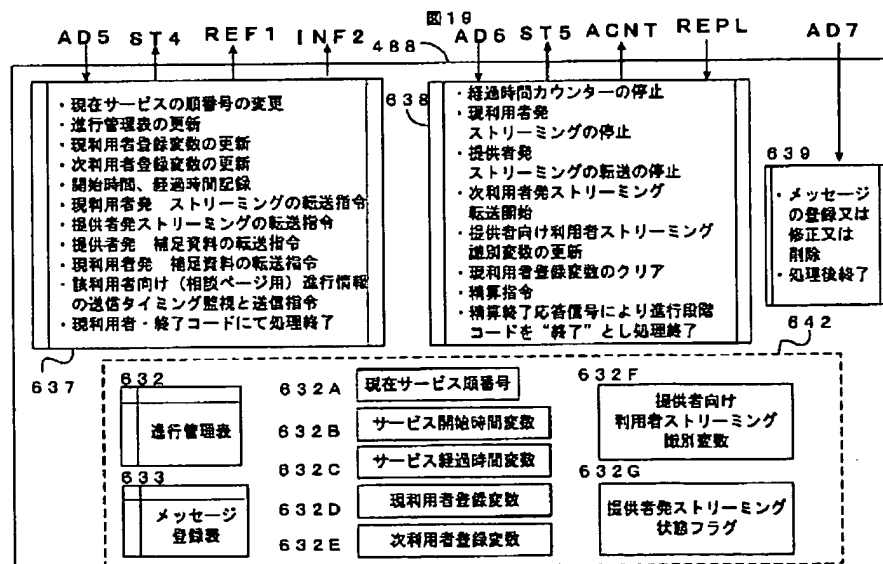 図19
AD5 ST4 REF1 INF2
488
AD6 ST5 ACNT REPL
AD7
・現在サービスの順番号の変更
・進行管理表の更新
・現利用者登録変数の更新
・次利用者登録変数の更新
・開始時間、経過時間記録
・現利用者発 ストリーミングの転送指令
・提供者発ストリーミングの転送指令
・提供者発 補足資料の転送指令
・現利用者発 補足資料の転送指令
・該利用者向け（相談ページ用）進行情報
の送信タイミング監視と送信指令
・現利用者・終了コードにて処理終了
637
638
・経過時間カウンターの停止
・現利用者発
ストリーミングの停止
・提供者発
ストリーミングの転送の停止
・次利用者発ストリーミング
転送開始
・提供者向け利用者ストリーミング
識別変数の更新
・現利用者登録変数のクリア
・精算指令
・精算終了応答信号により進行段階
コードを“終了”とし処理終了
639
・メッセージ
の登録又は
修正又は
削除
・処理後終了
642
632
進行管理表
633
メッセージ
登録表
632A
現在サービス順番号
632B
サービス開始時間変数
632C
サービス経過時間変数
632D
現利用者登録変数
632E
次利用者登録変数
632F
提供者向け
利用者ストリーミング
識別変数
632G
提供者発ストリーミング
状態フラグ